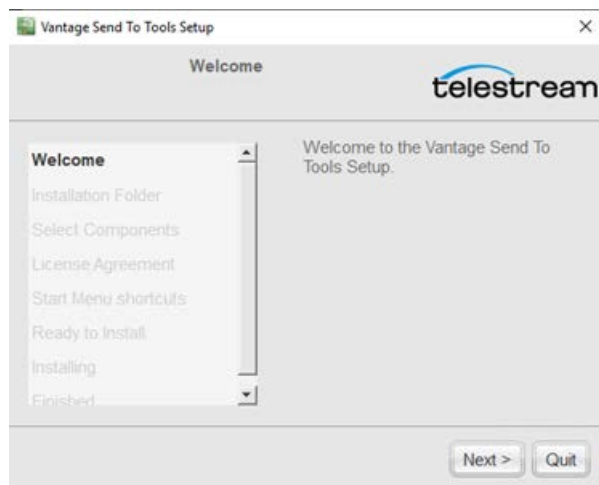 Vantage Send To Tools Setup
Welcome
telestream
Welcome
Installation Folder
Select Components
License Agreement
Start Menu shortcuts
Ready to Install
Installing
Finished
Welcome to the Vantage Send To
Tools Setup.
Next >
Quit